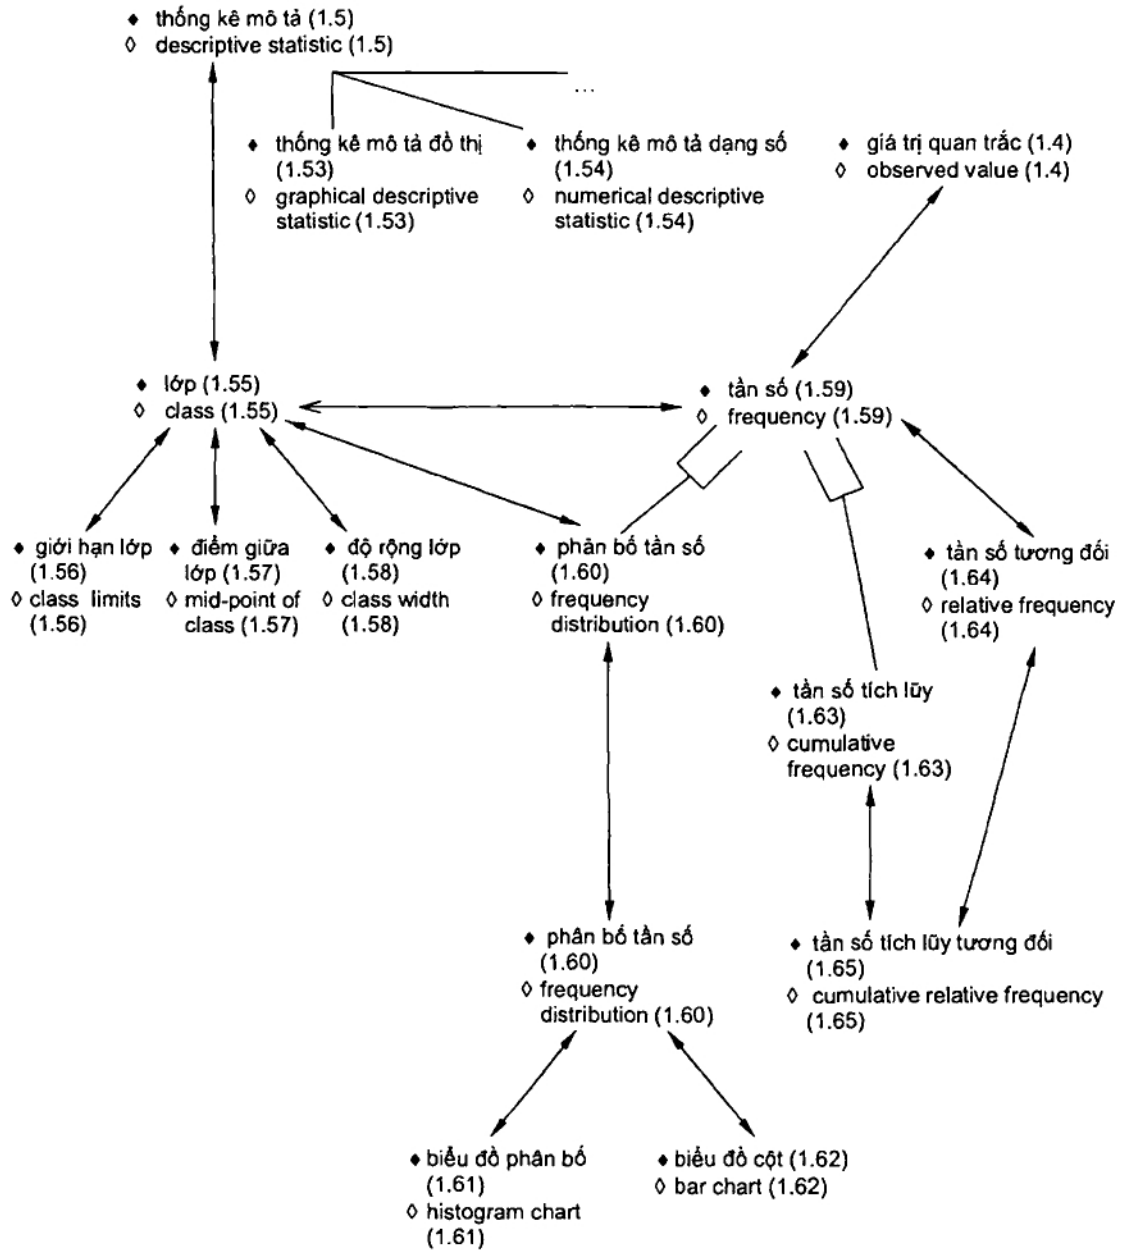 ♦ thống kê mô tả (1.5)
◊ descriptive statistic (1.5)
...
♦ thống kê mô tả đồ thị
(1.53)
◊ graphical descriptive
statistic (1.53)
♦ thống kê mô tả dạng số
(1.54)
◊ numerical descriptive
statistic (1.54)
♦ giá trị quan trắc (1.4)
◊ observed value (1.4)
♦ lớp (1.55)
◊ class (1.55)
♦ tần số (1.59)
◊ frequency (1.59)
♦ giới hạn lớp
(1.56)
◊ class limits
(1.56)
♦ điểm giữa
lớp (1.57)
◊ mid-point of
class (1.57)
♦ độ rộng lớp
(1.58)
◊ class width
(1.58)
♦ phân bố tần số
(1.60)
◊ frequency
distribution (1.60)
♦ tần số tương đối
(1.64)
◊ relative frequency
(1.64)
♦ tần số tích lũy
(1.63)
◊ cumulative
frequency (1.63)
♦ phân bố tần số
(1.60)
◊ frequency
distribution (1.60)
♦ tần số tích lũy tương đối
(1.65)
◊ cumulative relative frequency
(1.65)
♦ biểu đồ phân bố
(1.61)
◊ histogram chart
(1.61)
♦ biểu đồ cột (1.62)
◊ bar chart (1.62)